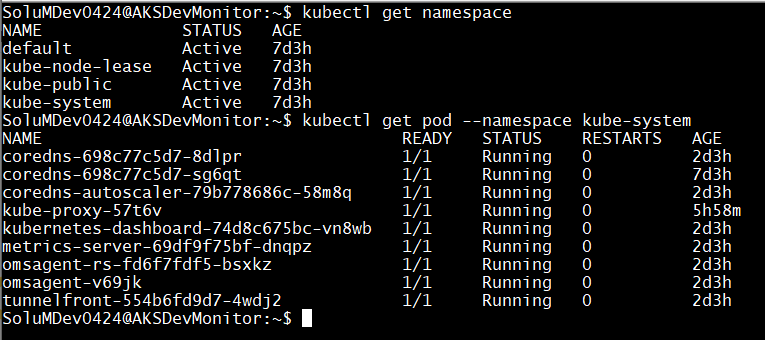 SoluMDev0424@AKSDevMonitor:~$ kubectl get namespace
NAME              STATUS   AGE
default           Active   7d3h
kube-node-lease   Active   7d3h
kube-public       Active   7d3h
kube-system       Active   7d3h
SoluMDev0424@AKSDevMonitor:~$ kubectl get pod --namespace kube-system
NAME                                    READY   STATUS    RESTARTS   AGE
coredns-698c77c5d7-8dlpr                1/1     Running   0          2d3h
coredns-698c77c5d7-sg6qt                1/1     Running   0          7d3h
coredns-autoscaler-79b778686c-58m8q     1/1     Running   0          2d3h
kube-proxy-57t6v                        1/1     Running   0          5h58m
kubernetes-dashboard-74d8c675bc-vn8wb   1/1     Running   0          2d3h
metrics-server-69df9f75bf-dnqpz         1/1     Running   0          2d3h
omsagent-rs-fd6f7fdf5-bsxkz             1/1     Running   0          2d3h
omsagent-v69jk                          1/1     Running   0          2d3h
tunnelfront-554b6fd9d7-4wdj2            1/1     Running   0          2d3h
SoluMDev0424@AKSDevMonitor:~$